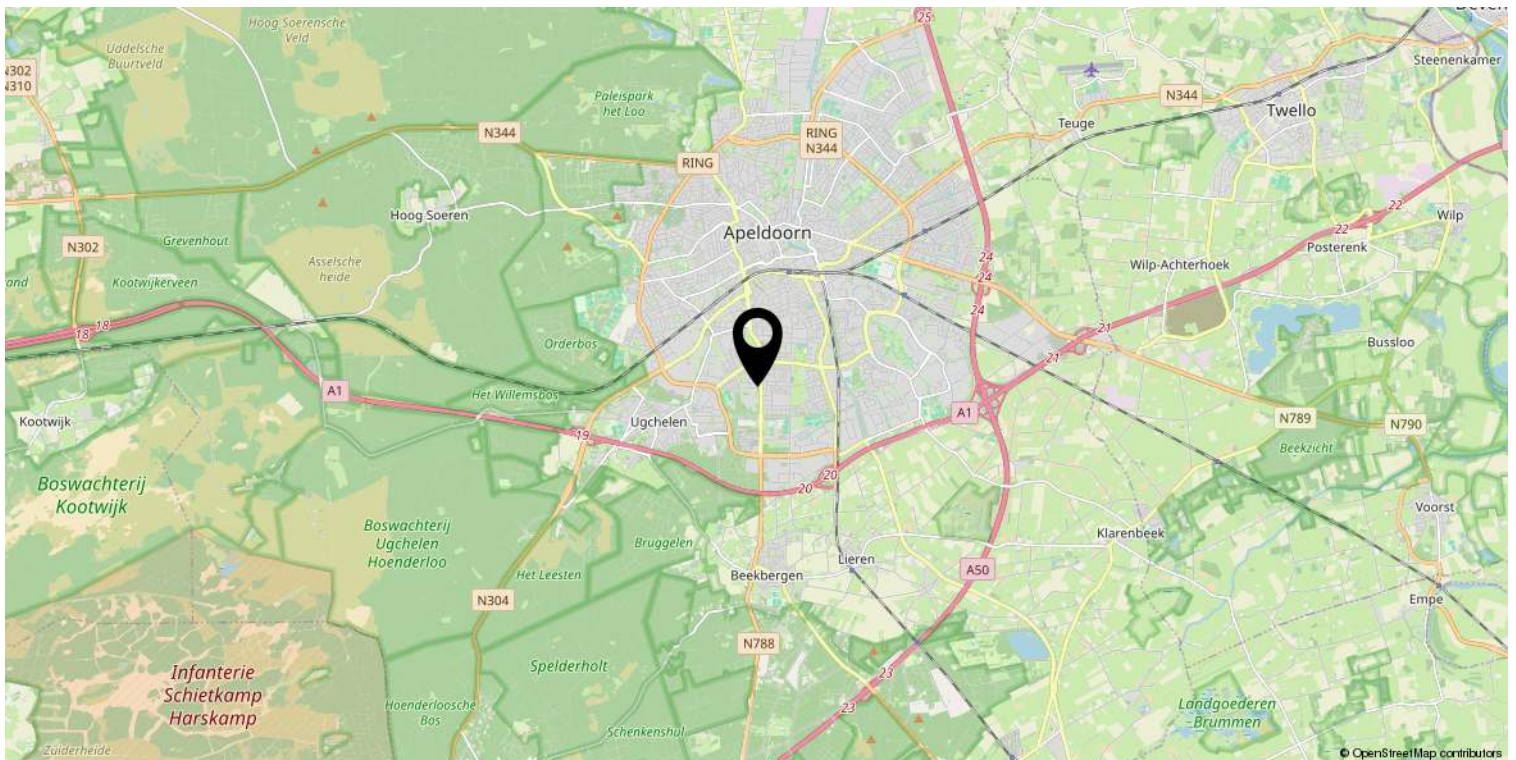 Hoog Soerensche
Veld
25
Uddelsche
Buurtveld
Steenenkamer
N302
N310
Paleispark
het Loo
N344
Twello
Teuge
N344
RING
N344
RING
22
Hoog Soeren
Wilp
22
Grevenhout
N302
Apeldoorn
Posterenk
Asselsche
heide
24
24
Wilp-Achterhoek
Kootwijkerveen
24
18
18
21
Orderbos
Bussloo
21
A1
Het Willemsbos
A1
N789
N790
Kootwijk
Ugchelen
19
Beekzicht
20
20
Boswachterij
Kootwijk
Voorst
Boswachterij
Ugchelen
Hoenderloo
Klarenbeek
Bruggelen
Lieren
Het Leesten
Beekbergen
A50
N304
Empe
N788
Infanterie
Schietkamp
Harskamp
Spelderholt
23
Hoenderloosche
Bos
23
Landgoederen
Brummen
Schenkenshul
Zuiderheide
© OpenStreetMap contributors